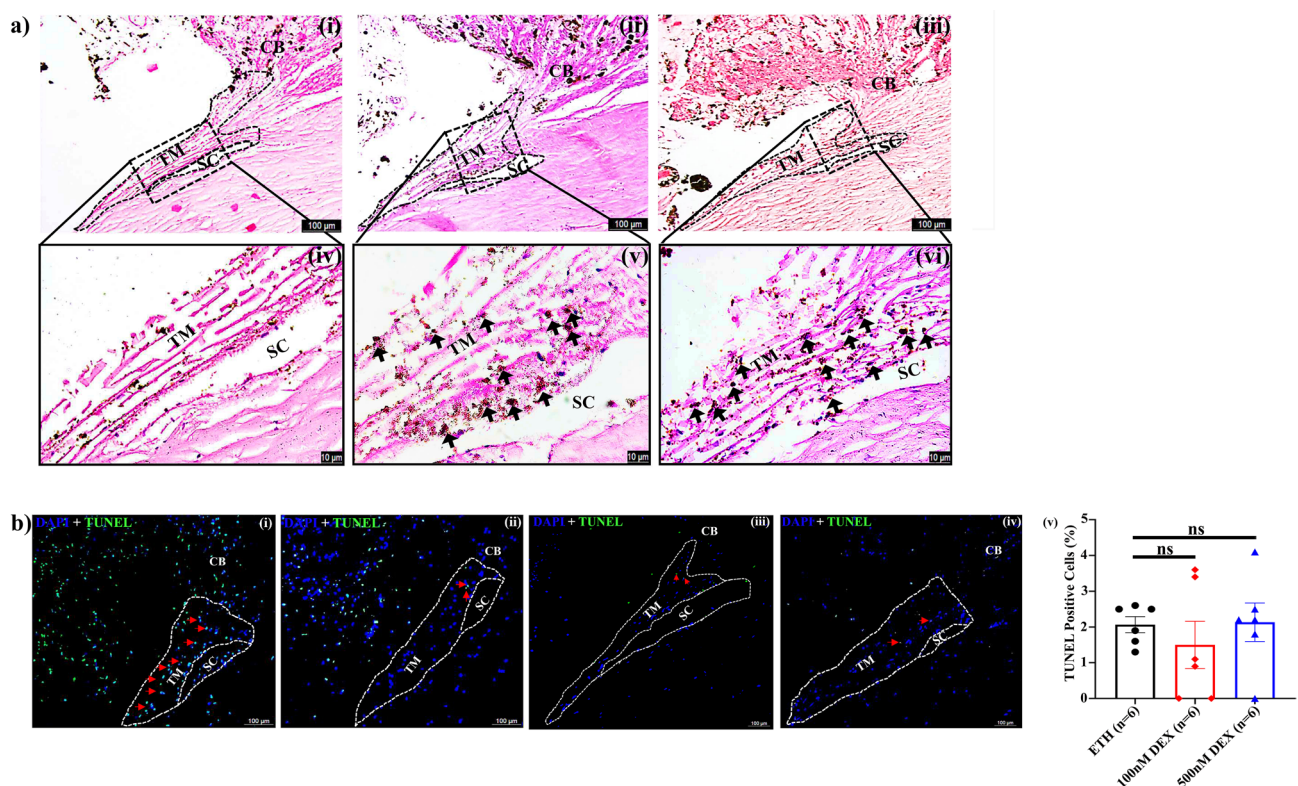 a)
(i)
CB
TM
SC
100 µm
(ii)
CB
TM
SC
100 µm
(iii)
CB
TM
SC
100 µm
(iv)
TM
SC
10 µm
(v)
TM
SC
10 µm
(vi)
TM
SC
10 µm
b)
DAPI + TUNEL
(i)
CB
TM
SC
100 µm
DAPI + TUNEL
(ii)
CB
TM
SC
100 µm
DAPI + TUNEL
(iii)
CB
TM
SC
100 µm
DAPI + TUNEL
(iv)
CB
TM
SC
100 µm
(v)
TUNEL Positive Cells (%)
5
4
3
2
1
0
ns
ns
ETH (n=6)
100nM DEX (n=6)
500nM DEX (n=6)